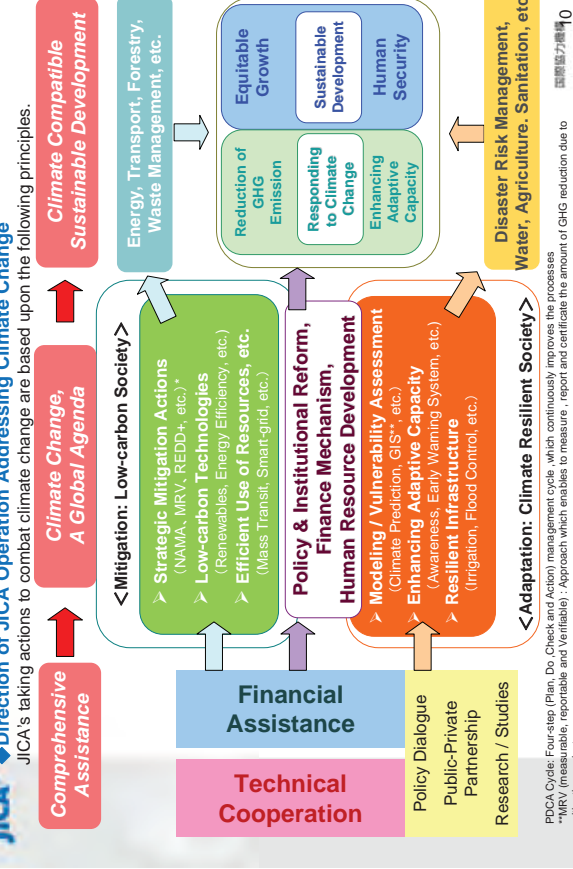 JICA
◆Direction of JICA Operation Addressing Climate Change
JICA's taking actions to combat climate change are based upon the following principles.
Comprehensive
Assistance
Climate Change,
A Global Agenda
Climate Compatible
Sustainable Development
Technical
Cooperation
Financial
Assistance
Policy Dialogue
Public-Private
Partnership
Research / Studies
<Mitigation: Low-carbon Society>
➢ Strategic Mitigation Actions
(NAMA, MRV, REDD+, etc.)*
➢ Low-carbon Technologies
(Renewables, Energy Efficiency, etc.)
➢ Efficient Use of Resources, etc.
(Mass Transit, Smart-grid, etc.)
Policy & Institutional Reform,
Finance Mechanism,
Human Resource Development
➢ Modeling / Vulnerability Assessment
(Climate Prediction, GIS**, etc.)
➢ Enhancing Adaptive Capacity
(Awareness, Early Warning System, etc.)
➢ Resilient Infrastructure
(Irrigation, Flood Control, etc.)
<Adaptation: Climate Resilient Society>
Energy, Transport, Forestry,
Waste Management, etc.
Reduction of
GHG
Emission
Responding
to Climate
Change
Enhancing
Adaptive
Capacity
Equitable
Growth
Sustainable
Development
Human
Security
Disaster Risk Management,
Water, Agriculture. Sanitation, etc
PDCA Cycle: Four-step (Plan, Do ,Check and Action) management cycle ,which continuously improves the processes
**MRV (measurable, reportable and Verifiable) : Approach which enables to measure , report and certificate the amount of GHG reduction due to
国際協力機構
10